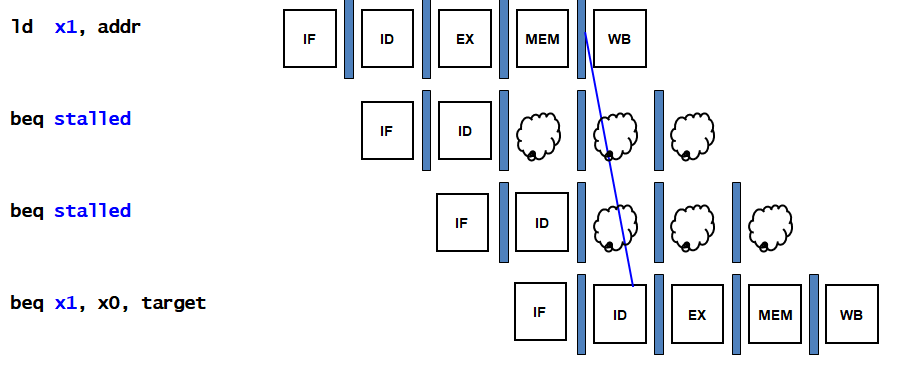 ld x1, addr
IF ID EX MEM WB
beq stalled
IF ID
beq stalled
IF ID
beq x1, x0, target
IF ID EX MEM WB